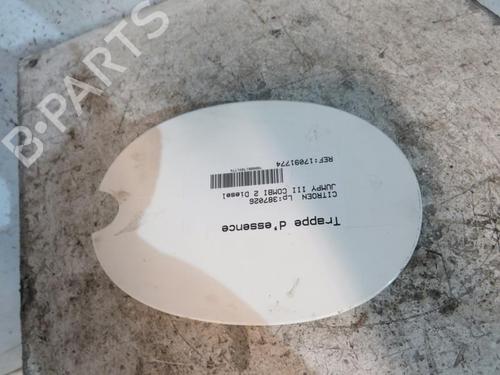 B-PARTS
Trappe d'essence
CITROEN Lp:387026
JUMPY III COMBI 2 Diesel
REF:17091774